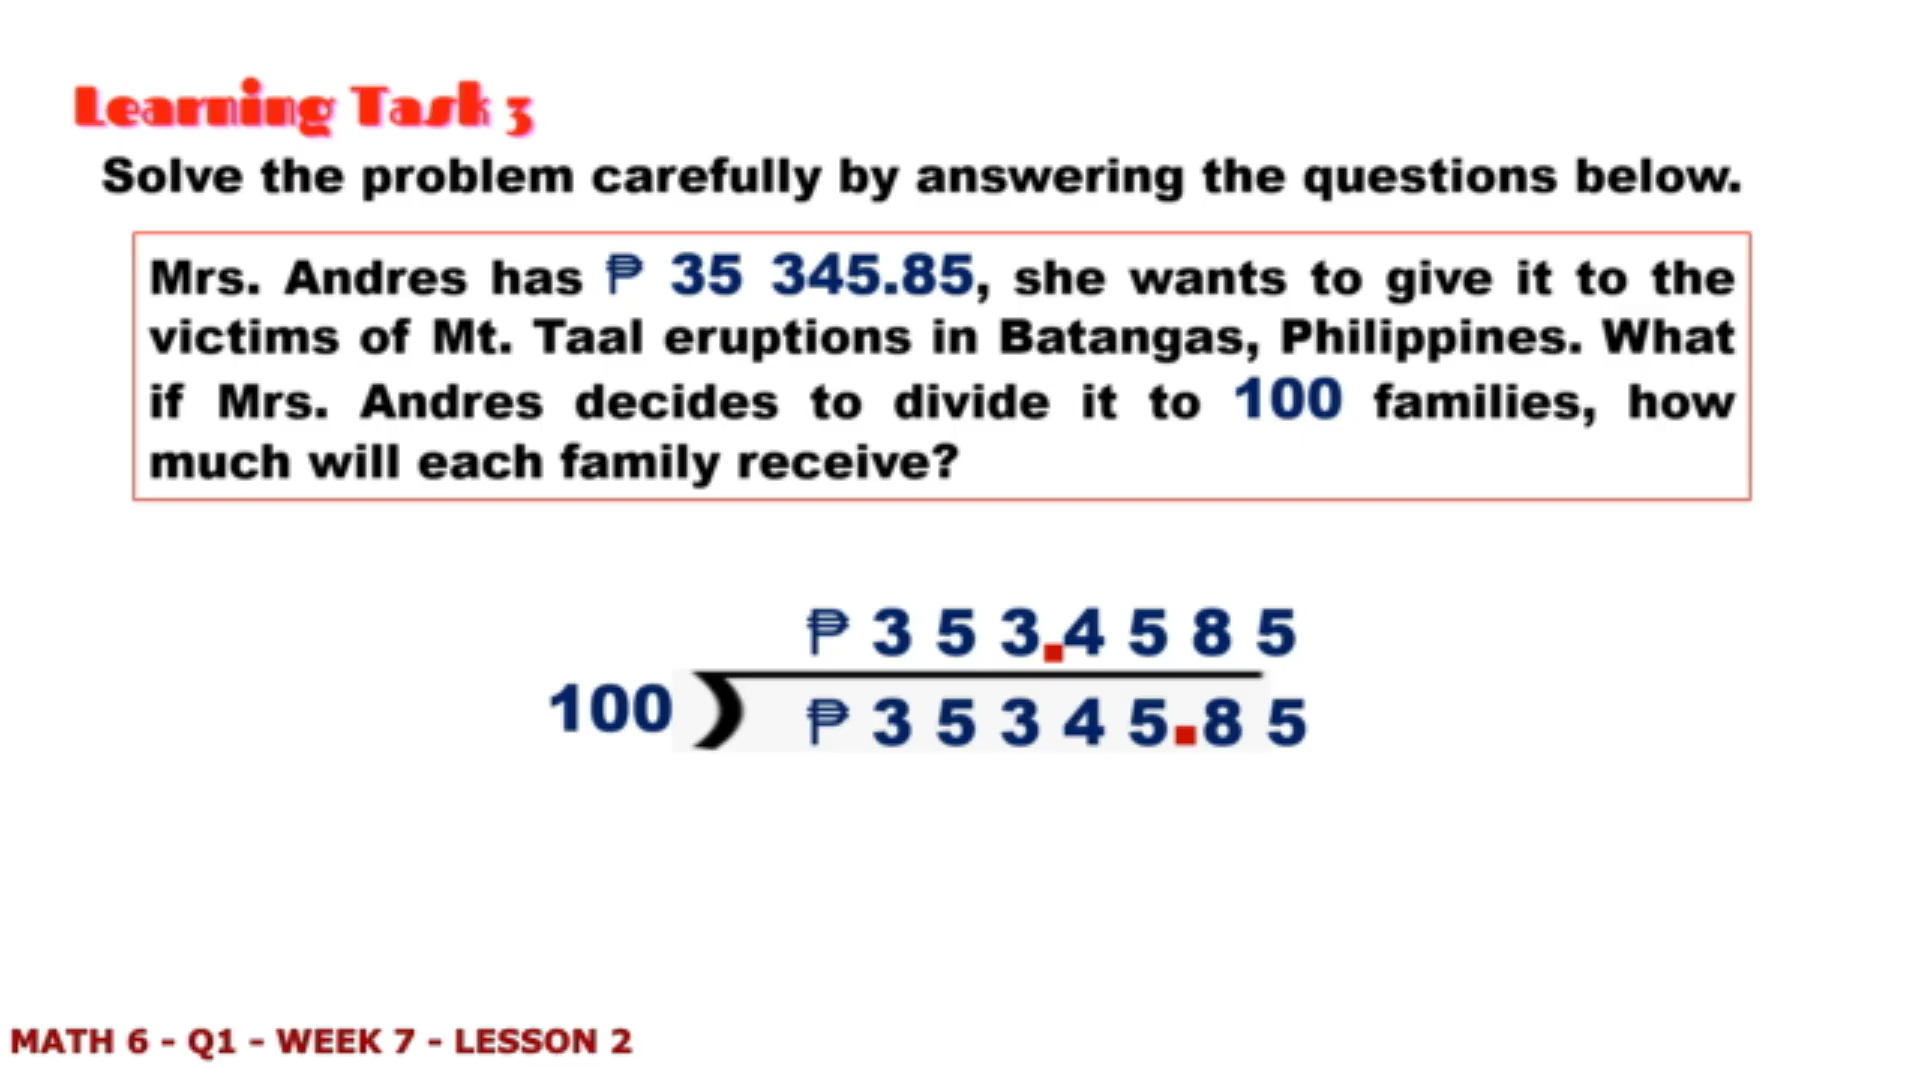 Learning Task 3
Solve the problem carefully by answering the questions below.
Mrs. Andres has ₱ 35 345.85, she wants to give it to the
victims of Mt. Taal eruptions in Batangas, Philippines. What
if Mrs. Andres decides to divide it to 100 families, how
much will each family receive?
₱ 3 5 3.4 5 8 5
100 ) ₱ 3 5 3 4 5.8 5
MATH 6 - Q1 - WEEK 7 - LESSON 2